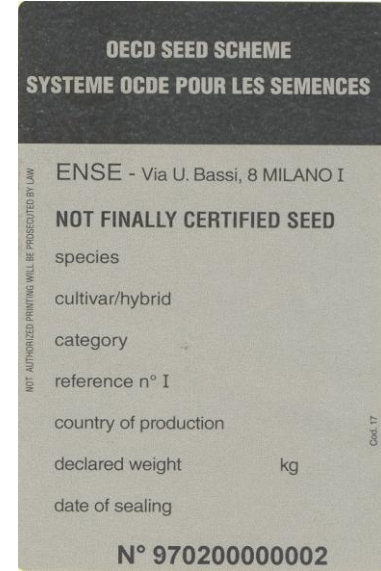 OECD SEED SCHEME
SYSTEME OCDE POUR LES SEMENCES
ENSE - Via U. Bassi, 8 MILANO I
NOT FINALLY CERTIFIED SEED
species
cultivar/hybrid
category
reference n° I
country of production
declared weight kg
date of sealing
N° 970200000002
NOT AUTHORIZED PRINTING WILL BE PROSECUTED BY LAW
Cod. 17